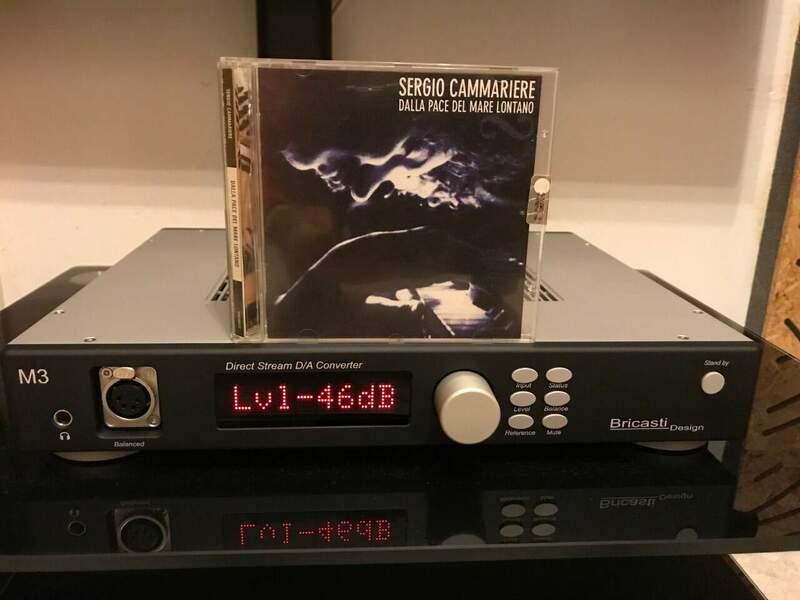 SERGIO CAMMARIERE
DALLA PACE DEL MARE LONTANO
SERGIO CAMMARIERE
DALLA PACE DEL MARE LONTANO
M3
Direct Stream D/A Converter
Lvl-46dB
Balanced
Input
Status
Level
Balance
Reference
Mute
Stand by
Bricasti Design